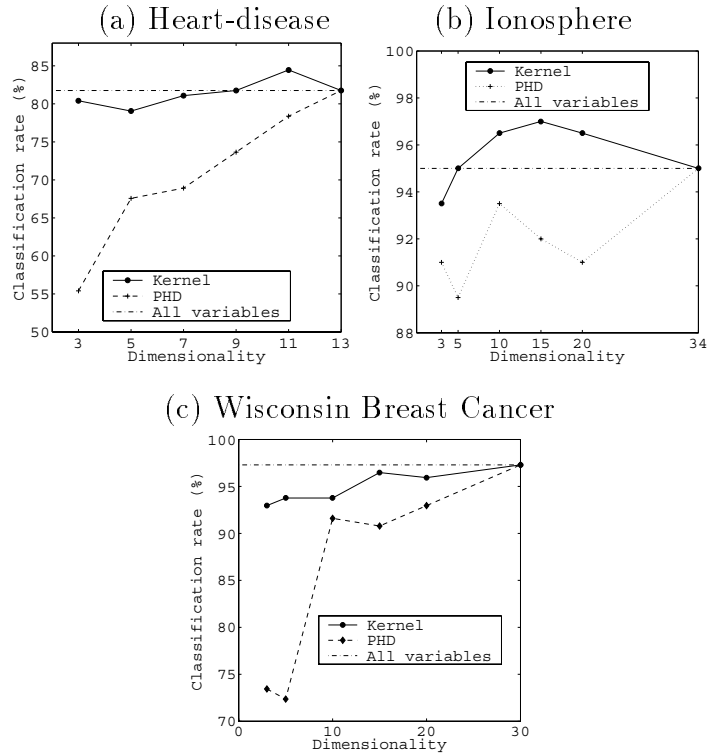 (a) Heart-disease
(b) Ionosphere
Classification rate (%)
85
80
75
70
65
60
55
50
3 5 7 9 11 13
Dimensionality
Kernel
PHD
All variables
Classification rate (%)
100
98
96
94
92
90
88
3 5 10 15 20 34
Dimensionality
Kernel
PHD
All variables
(c) Wisconsin Breast Cancer
Classification rate (%)
100
95
90
85
80
75
70
0 10 20 30
Dimensionality
Kernel
PHD
All variables